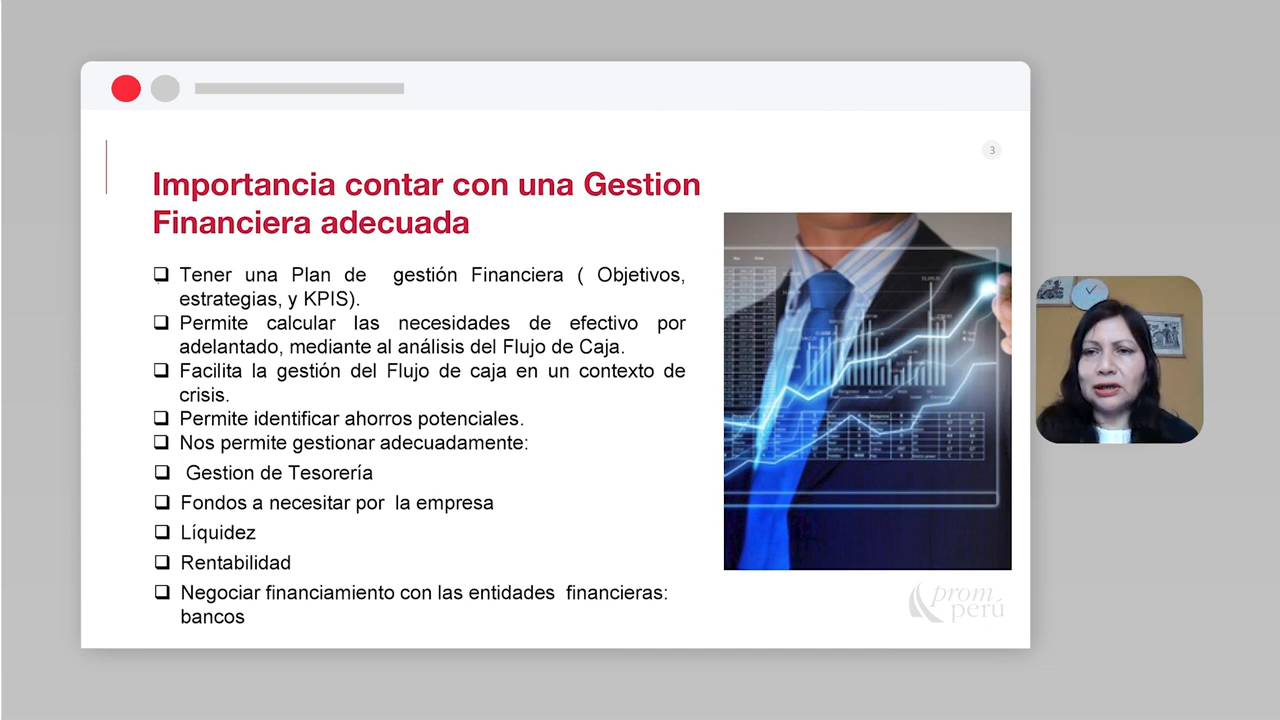 3
Importancia contar con una Gestion
Financiera adecuada
❑ Tener una Plan de gestión Financiera ( Objetivos,
estrategias, y KPIS).
❑ Permite calcular las necesidades de efectivo por
adelantado, mediante al análisis del Flujo de Caja.
❑ Facilita la gestión del Flujo de caja en un contexto de
crisis.
❑ Permite identificar ahorros potenciales.
❑ Nos permite gestionar adecuadamente:
❑ Gestion de Tesorería
❑ Fondos a necesitar por la empresa
❑ Líquidez
❑ Rentabilidad
❑ Negociar financiamiento con las entidades financieras:
bancos
prom
perú